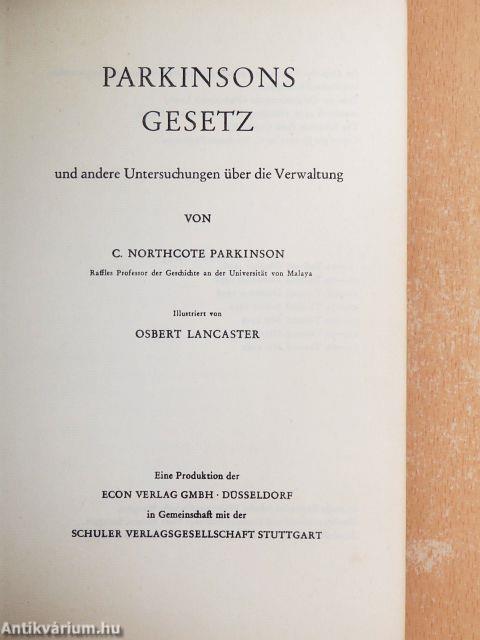 PARKINSONS
GESETZ
und andere Untersuchungen über die Verwaltung
VON
C. NORTHCOTE PARKINSON
Raffles Professor der Geschichte an der Universität von Malaya
Illustriert von
OSBERT LANCASTER
Eine Produktion der
ECON VERLAG GMBH · DÜSSELDORF
in Gemeinschaft mit der
SCHULER VERLAGSGESELLSCHAFT STUTTGART
Antikvárium.hu